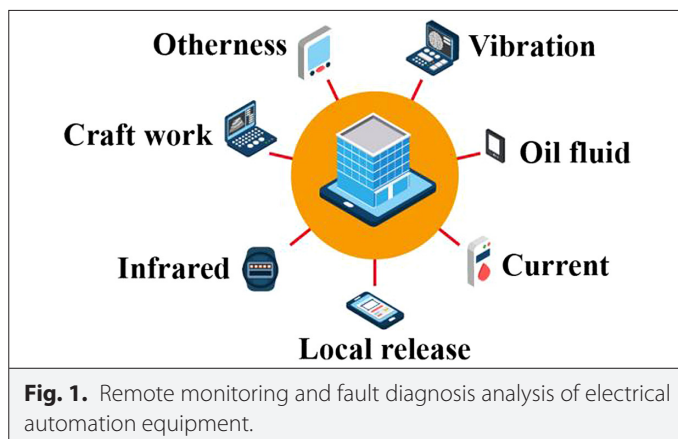 Otherness
Vibration
Craft work
Oil fluid
Infrared
Current
Local release
Fig. 1. Remote monitoring and fault diagnosis analysis of electrical
automation equipment.